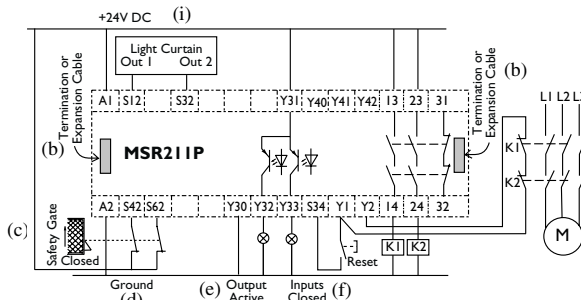 (i)
+24V DC
Light Curtain
Out 1 Out 2
Termination or
Expansion Cable
Termination or
Expansion Cable
(b)
L1 L2 L
A1 S12 S32 Y31 Y40 Y41 Y42 13 23 31
(b)
MSR211P
K1
K2
A2 S42 S62 Y30 Y32 Y33 S34 Y1 Y2 14 24 32
(c)
Safety Gate
Closed
Reset
K1 K2
M
Ground
(d)
(e)
Output
Active
Inputs
Closed
(f)